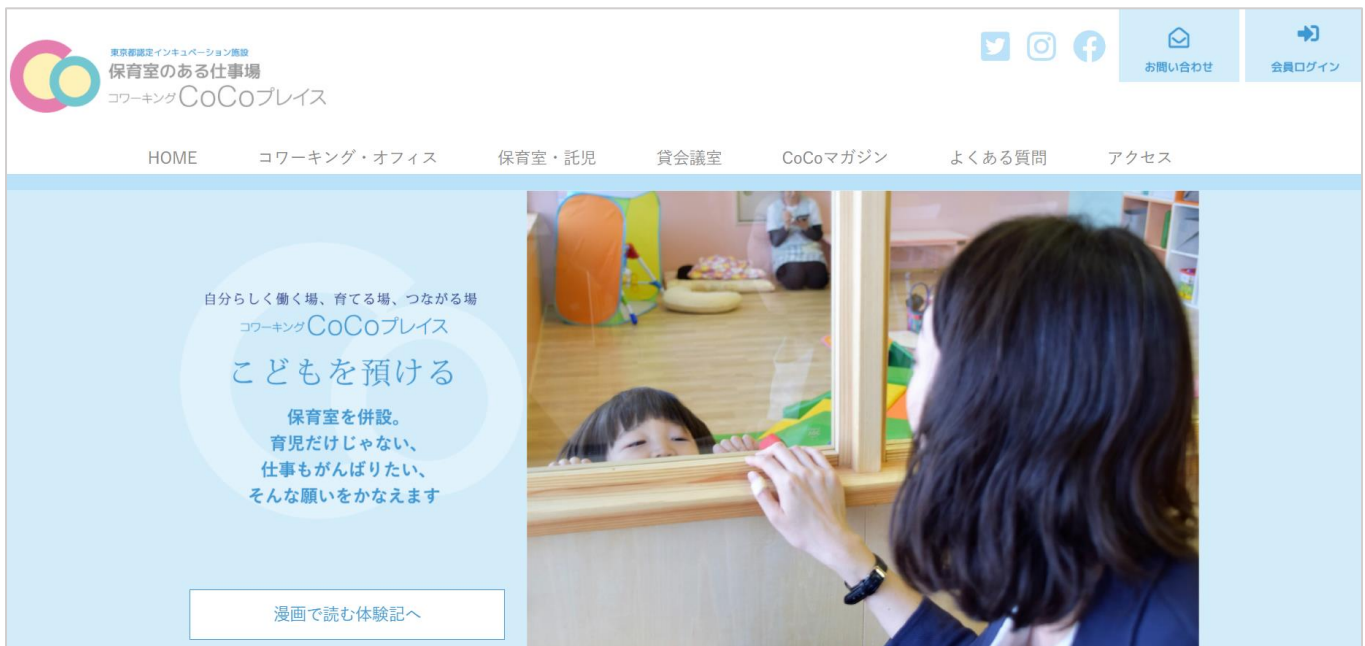 東京都認定インキュベーション施設
保育室のある仕事場
コワーキング CoCoプレイス
お問い合わせ
会員ログイン
HOME コワーキング・オフィス 保育室・託児 貸会議室 CoCoマガジン よくある質問 アクセス
自分らしく働く場、育てる場、つながる場
コワーキング CoCoプレイス
こどもを預ける
保育室を併設。
育児だけじゃない、
仕事もがんばりたい、
そんな願いをかなえます
漫画で読む体験記へ